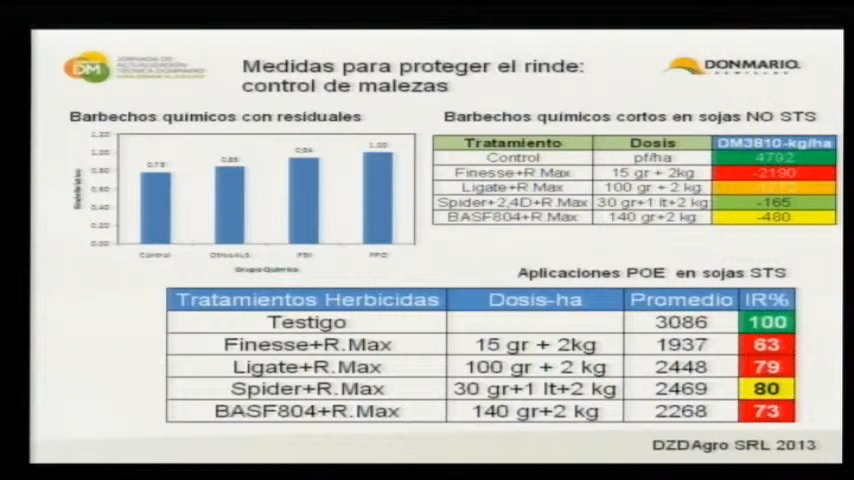 DM
JORNADA DE
ACTUALIZACIÓN
TÉCNICA DONMARIO
Medidas para proteger el rinde:
control de malezas
DONMARIO
SEMILLAS
Barbechos químicos con residuales
1,20
1,00
0,80
0,60
0,40
0,20
0,00
0,85
1,00
Control
Grupo Químico
Barbechos químicos cortos en sojas NO STS
Tratamiento Dosis DM3810-kg/ha
Control pf/ha 4792
Finesse+R.Max 15 gr + 2kg -2190
Ligate+R.Max 100 gr + 2 kg
Spider+2,4D+R.Max 30 gr+1 lt+2 kg -165
BASF804+R.Max 140 gr+2 kg -480
Aplicaciones POE en sojas STS
Tratamientos Herbicidas Dosis-ha Promedio IR%
Testigo 3086 100
Finesse+R.Max 15 gr + 2kg 1937 63
Ligate+R.Max 100 gr + 2 kg 2448 79
Spider+R.Max 30 gr+1 lt+2 kg 2469 80
BASF804+R.Max 140 gr+2 kg 2268 73
DZDAgro SRL 2013